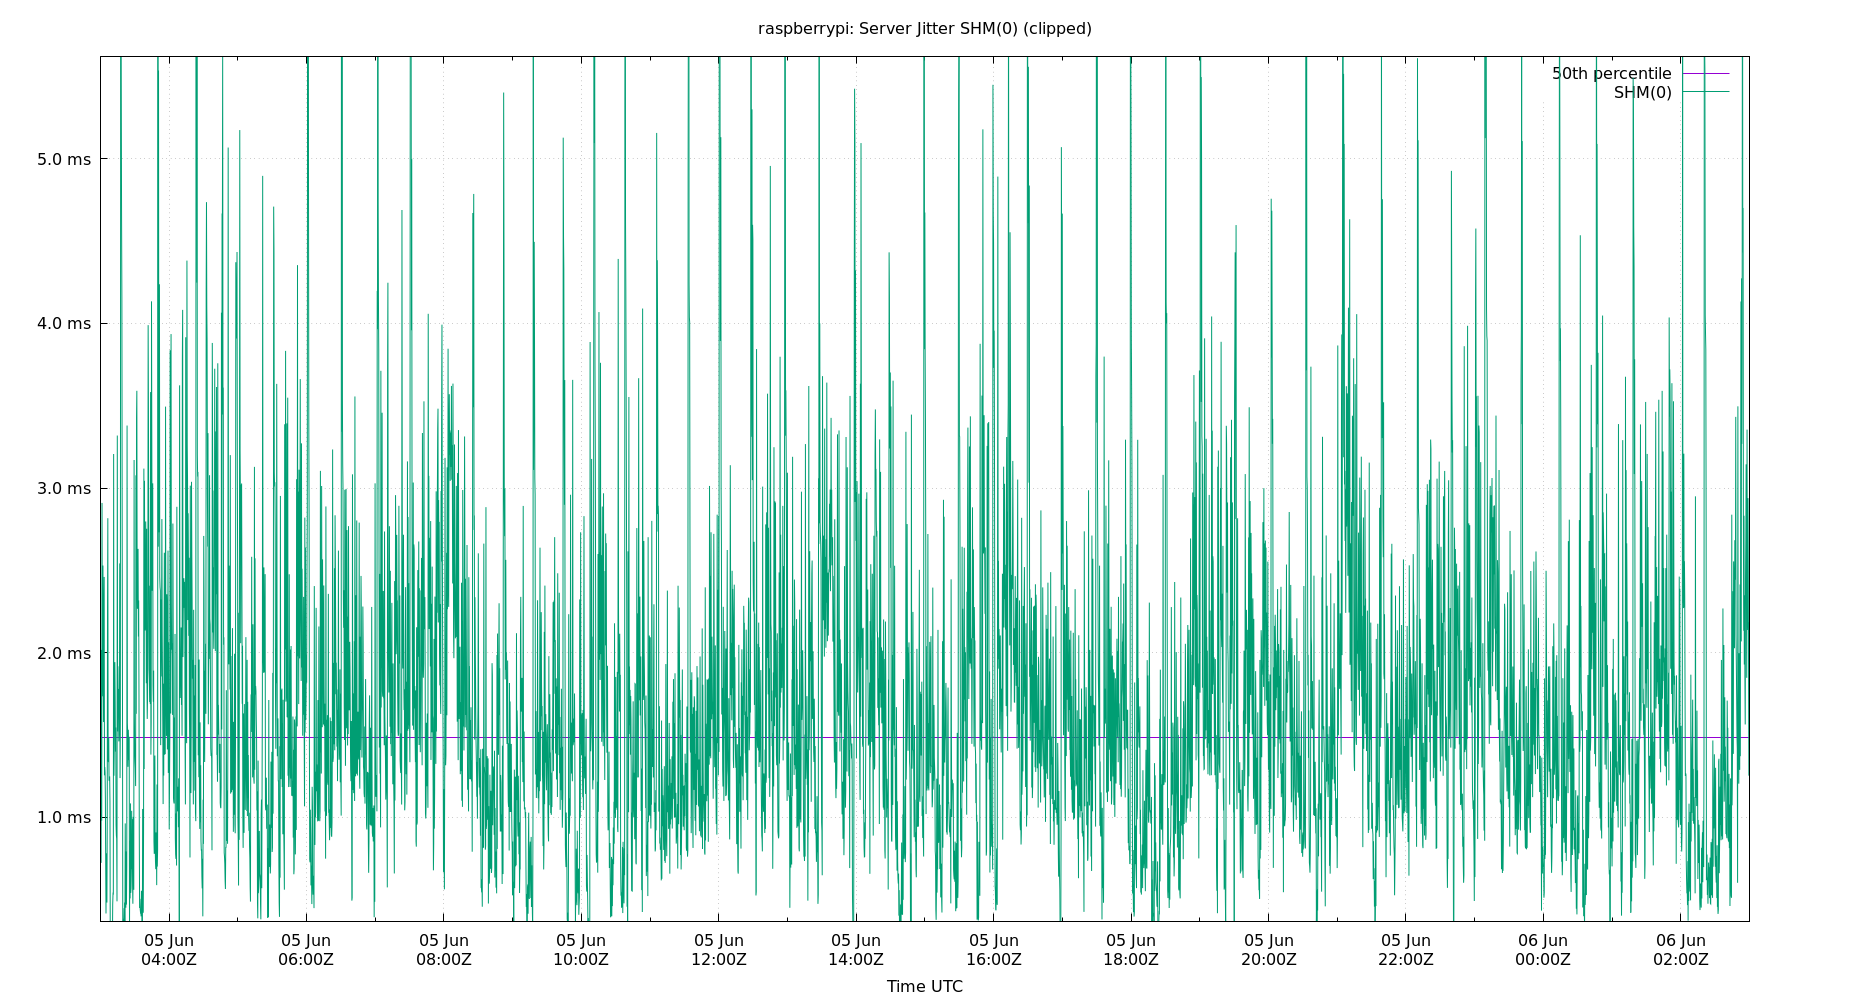 raspberrypi: Server Jitter SHM(0) (clipped)
50th percentile
SHM(0)
5.0 ms
4.0 ms
3.0 ms
2.0 ms
1.0 ms
05 Jun 05 Jun 05 Jun 05 Jun 05 Jun 05 Jun 05 Jun 05 Jun 05 Jun 05 Jun 06 Jun 06 Jun
04:00Z 06:00Z 08:00Z 10:00Z 12:00Z 14:00Z 16:00Z 18:00Z 20:00Z 22:00Z 00:00Z 02:00Z
Time UTC